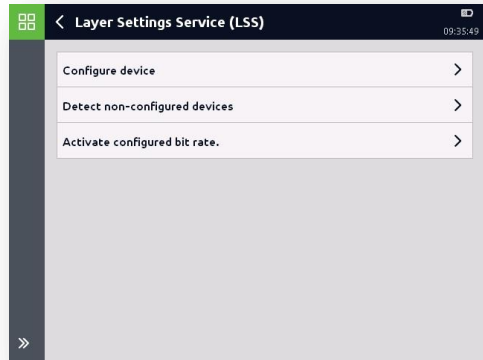 Layer Settings Service (LSS)
09:35:49
Configure device
Detect non-configured devices
Activate configured bit rate.